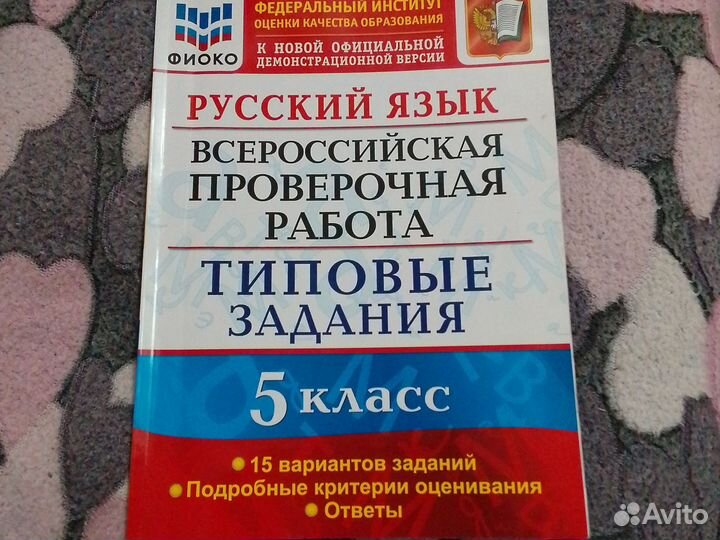 ФЕДЕРАЛЬНЫЙ ИНСТИТУТ
ОЦЕНКИ КАЧЕСТВА ОБРАЗОВАНИЯ
ФИОКО
К НОВОЙ ОФИЦИАЛЬНОЙ
ДЕМОНСТРАЦИОННОЙ ВЕРСИИ
РУССКИЙ ЯЗЫК
ВСЕРОССИЙСКАЯ
ПРОВЕРОЧНАЯ
РАБОТА
ТИПОВЫЕ
ЗАДАНИЯ
5 КЛАСС
• 15 вариантов заданий
• Подробные критерии оценивания
• Ответы
Avito